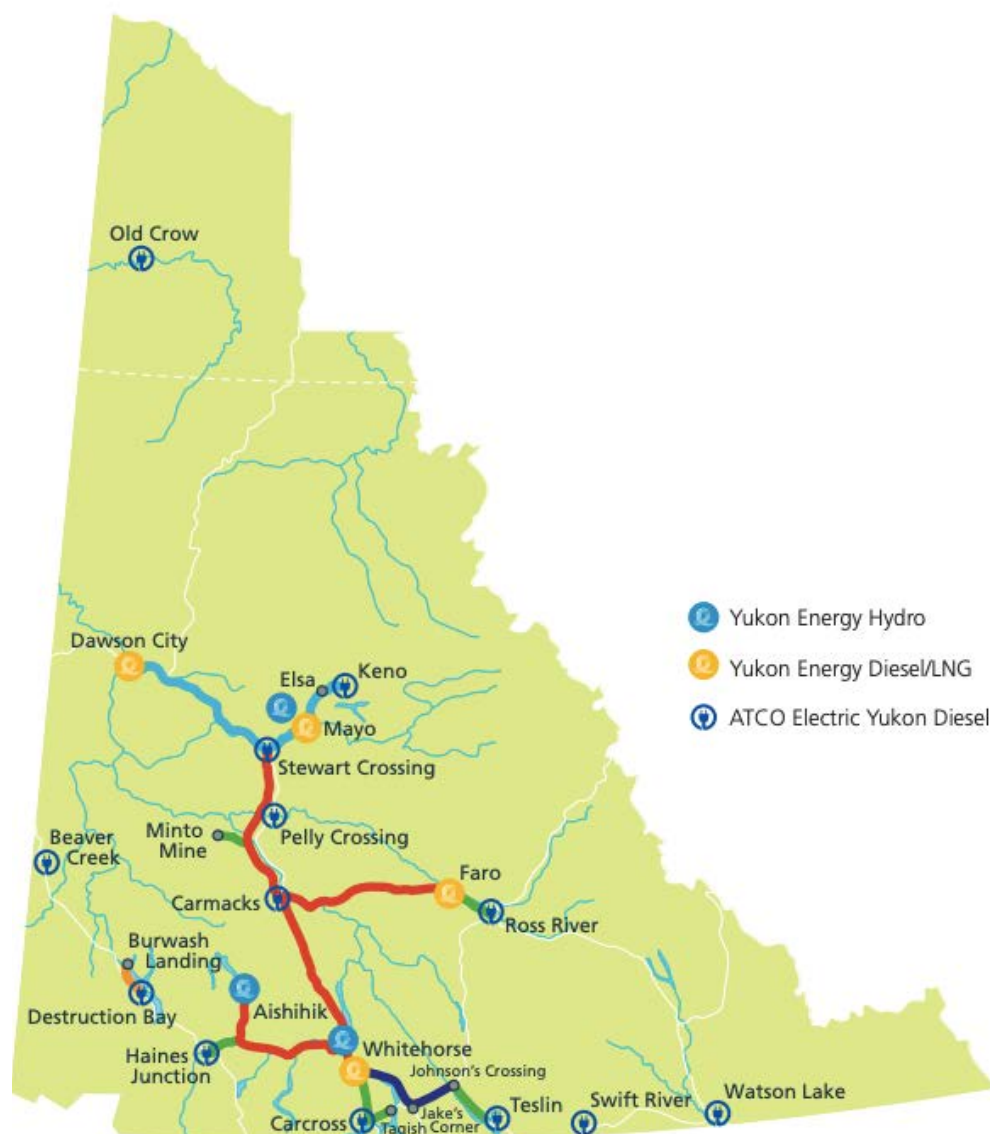 Old Crow
Dawson City
Elsa
Keno
Mayo
Stewart Crossing
Yukon Energy Hydro
Yukon Energy Diesel/LNG
ATCO Electric Yukon Diesel
Minto
Mine
Pelly Crossing
Beaver
Creek
Faro
Carmacks
Ross River
Burwash
Landing
Destruction Bay
Aishihik
Haines
Junction
Whitehorse
Johnson's Crossing
Carcross
Tagish
Jake's
Corner
Teslin
Swift River
Watson Lake